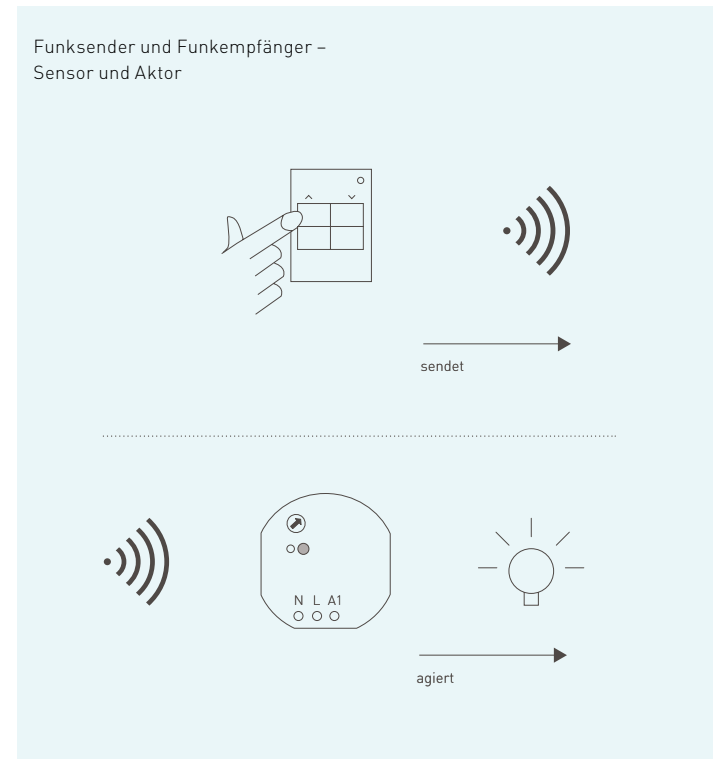 Funksender und Funkempfänger –
Sensor und Aktor
sendet
N L A1
agiert